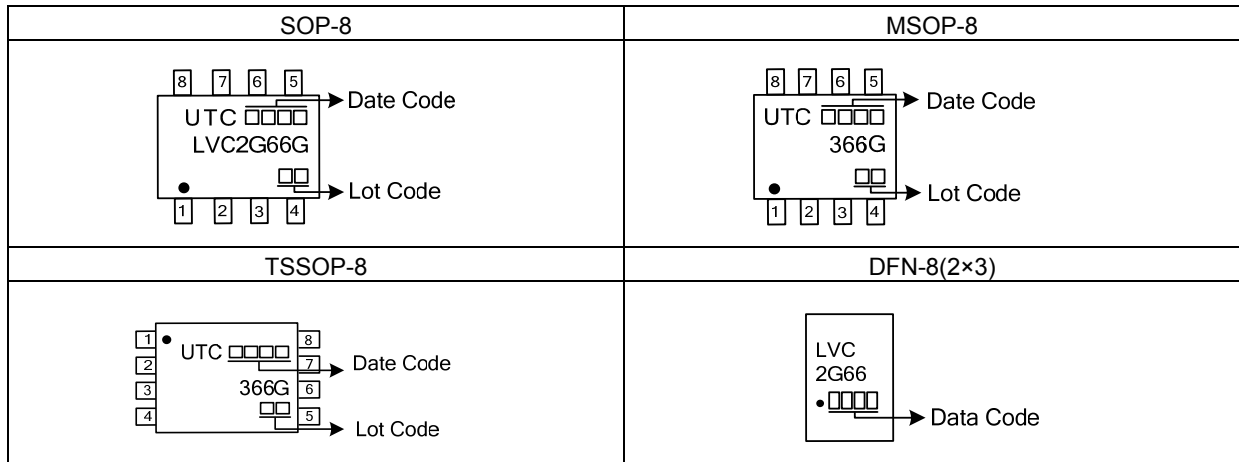 SOP-8
8 7 6 5
UTC □□□□ Date Code
LVC2G66G
□□ Lot Code
1 2 3 4
MSOP-8
8 7 6 5
UTC □□□□ Date Code
366G
□□ Lot Code
1 2 3 4
TSSOP-8
1 8
UTC □□□□
2 7 Date Code
3 366G 6
4 □□ 5
Lot Code
DFN-8(2×3)
LVC
2G66
□□□□ Data Code